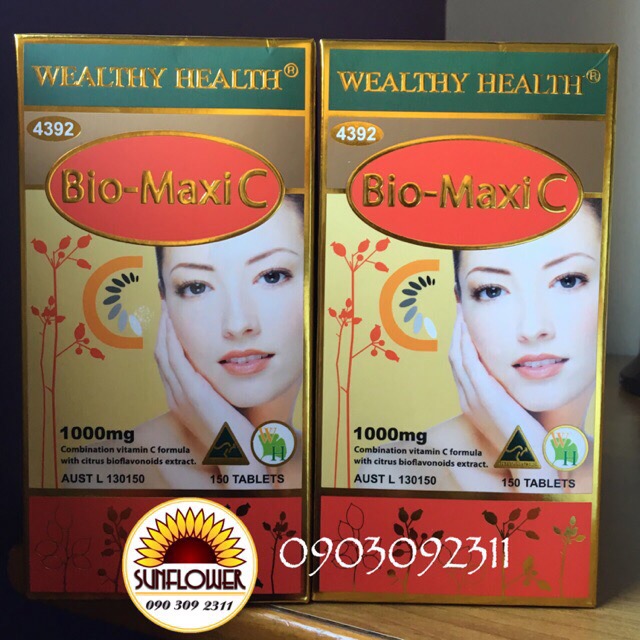 WEALTHY HEALTH®
4392
Bio-Maxi C
1000mg
Combination vitamin C formula
with citrus bioflavonoids extract.
AUST L 130150
150 TABLETS
WH
WEALTHY HEALTH®
4392
Bio-Maxi C
1000mg
Combination vitamin C formula
with citrus bioflavonoids extract.
AUST L 130150
150 TABLETS
WH
SUNFLOWER
090 309 2311
0903092311